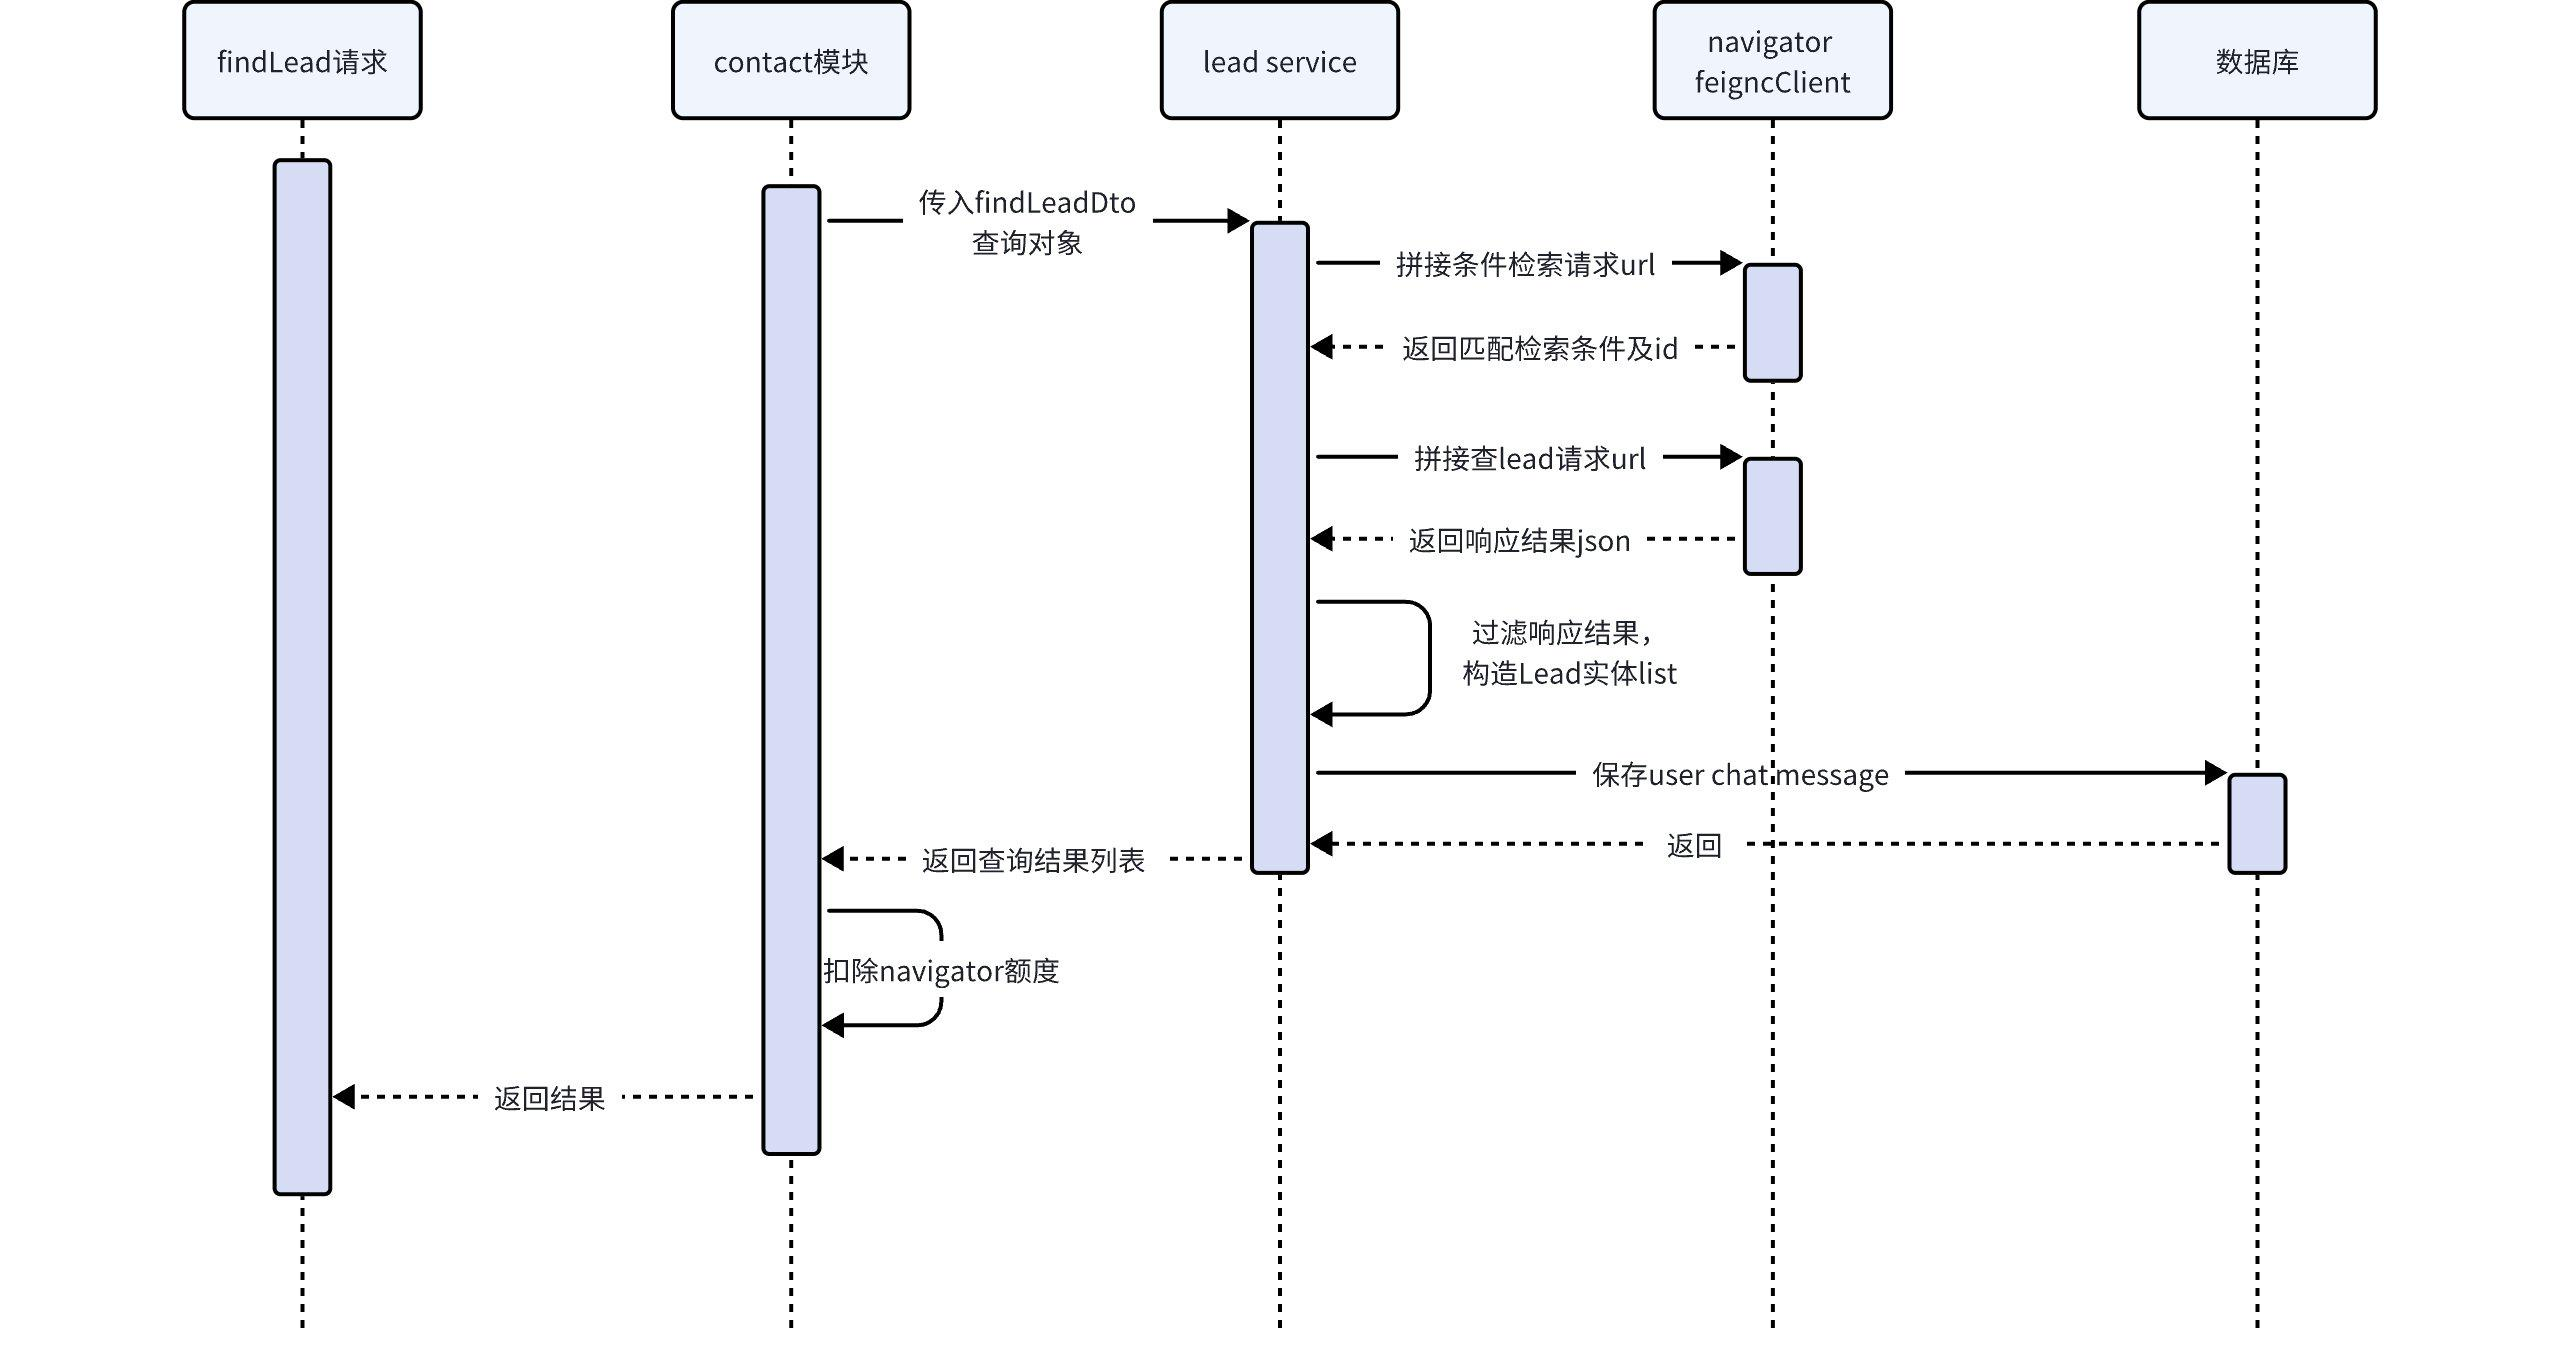 findLead请求
contact模块
lead service
navigator
feigncClient
数据库
传入findLeadDto
查询对象
拼接条件检索请求url
返回匹配检索条件及id
拼接查lead请求url
返回响应结果json
过滤响应结果，
构造Lead实体list
保存user chat message
返回
返回查询结果列表
扣除navigator额度
返回结果